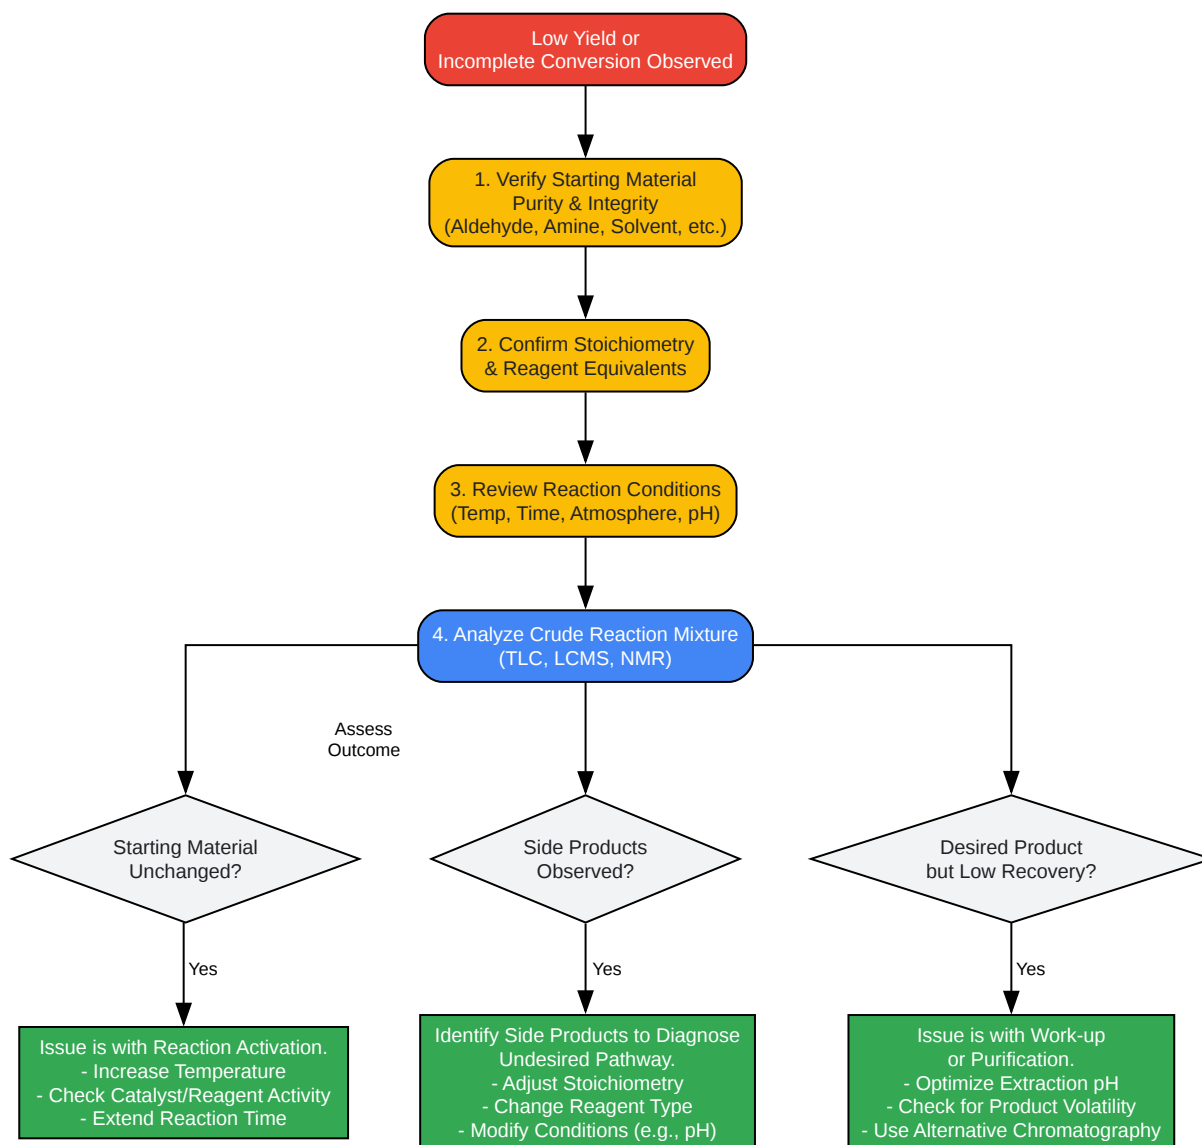 Low Yield or
Incomplete Conversion Observed
1. Verify Starting Material
Purity & Integrity
(Aldehyde, Amine, Solvent, etc.)
2. Confirm Stoichiometry
& Reagent Equivalents
3. Review Reaction Conditions
(Temp, Time, Atmosphere, pH)
4. Analyze Crude Reaction Mixture
(TLC, LCMS, NMR)
Assess
Outcome
Starting Material
Unchanged?
Side Products
Observed?
Desired Product
but Low Recovery?
Yes
Yes
Yes
Issue is with Reaction Activation.
- Increase Temperature
- Check Catalyst/Reagent Activity
- Extend Reaction Time
Identify Side Products to Diagnose
Undesired Pathway.
- Adjust Stoichiometry
- Change Reagent Type
- Modify Conditions (e.g., pH)
Issue is with Work-up
or Purification.
- Optimize Extraction pH
- Check for Product Volatility
- Use Alternative Chromatography